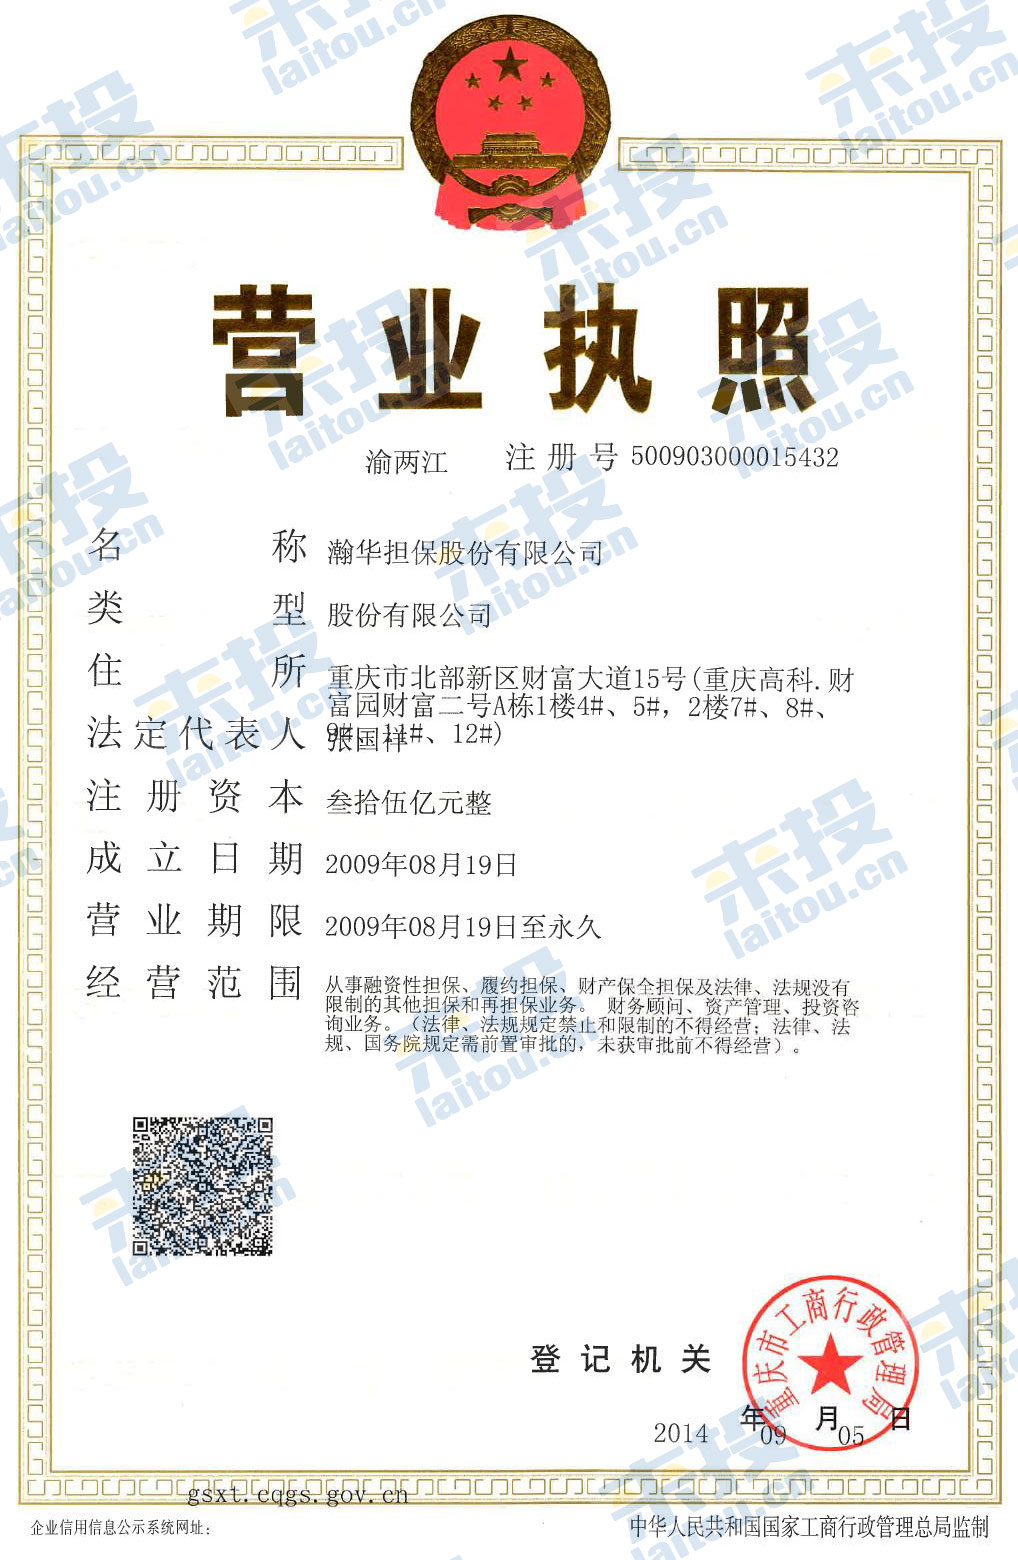 营业执照
渝两江 注册号 500903000015432
名称 瀚华担保股份有限公司
类型 股份有限公司
住所 重庆市北部新区财富大道15号(重庆高科.财
富园财富二号A栋1楼4#、5#，2楼7#、8#、
9#、11#、12#)
法定代表人 张国祥
注册资本 叁拾伍亿元整
成立日期 2009年08月19日
营业期限 2009年08月19日至永久
经营范围 从事融资性担保、履约担保、财产保全担保及法律、法规没有
限制的其他担保和再担保业务。 财务顾问、资产管理、投资咨
询业务。（法律、法规规定禁止和限制的不得经营；法律、法
规、国务院规定需前置审批的，未获审批前不得经营）。
登记机关
重庆市工商行政管理局
2014年09月05日
gsxt.cqgs.gov.cn
企业信用信息公示系统网址：
中华人民共和国国家工商行政管理总局监制
来投
laitou.cn